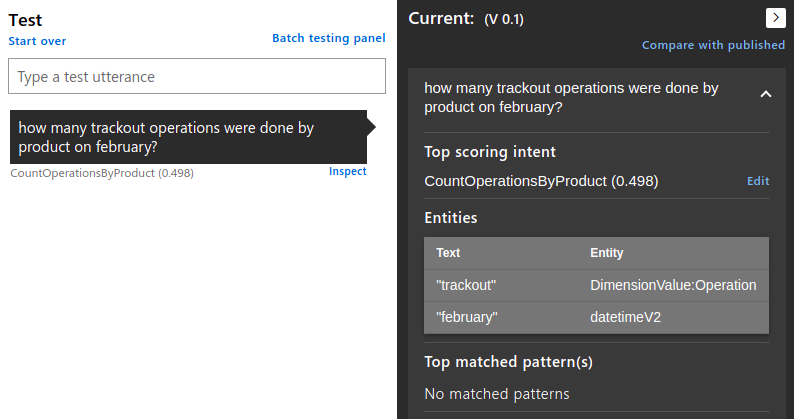 Test
Start over
Batch testing panel
Type a test utterance
how many trackout operations were done by
product on february?
CountOperationsByProduct (0.498)
Inspect
Current: (V 0.1)
Compare with published
how many trackout operations were done by
product on february?
Top scoring intent
CountOperationsByProduct (0.498)
Edit
Entities
Text Entity
"trackout" DimensionValue:Operation
"february" datetimeV2
Top matched pattern(s)
No matched patterns